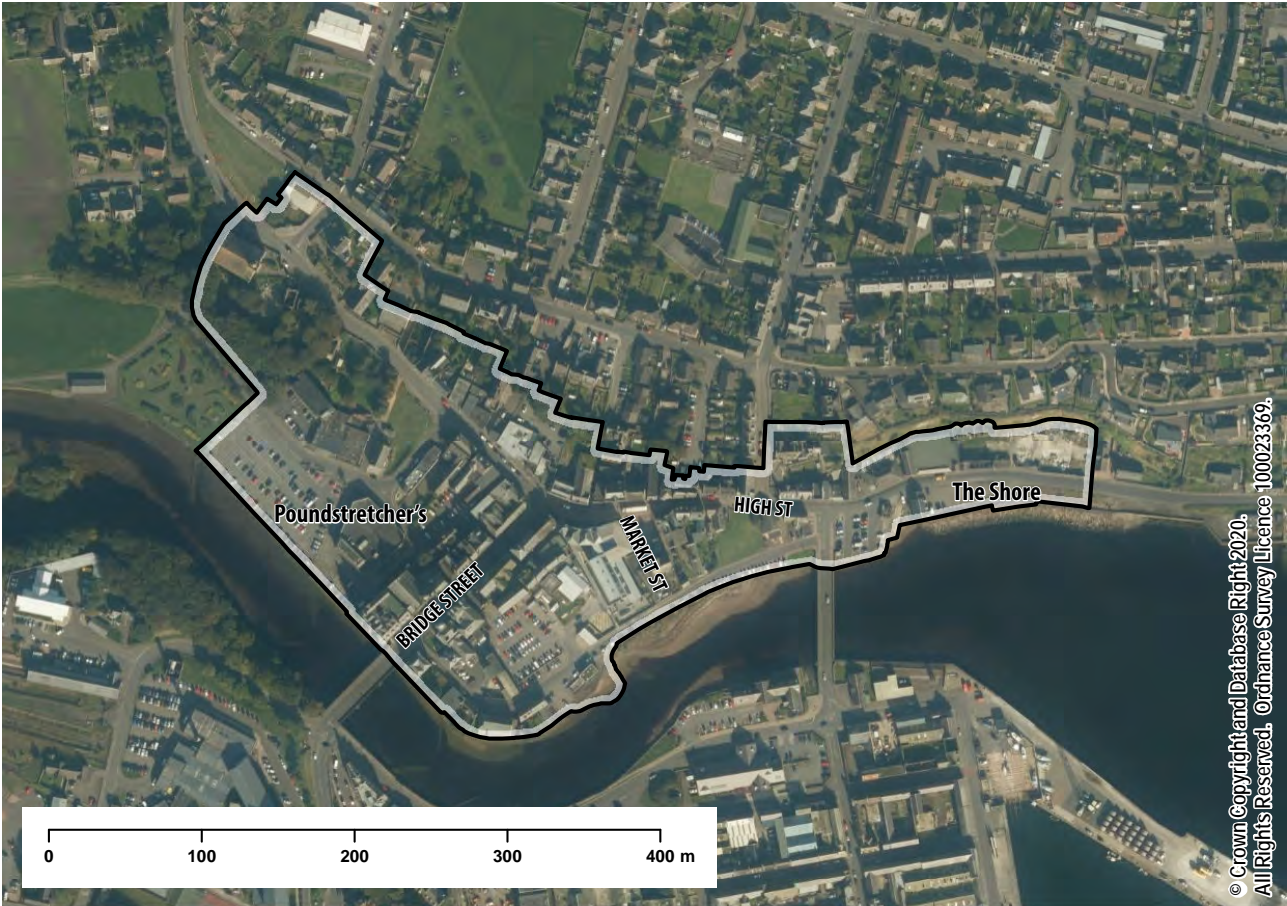 Poundstretcher's
BRIDGE STREET
MARKET ST
HIGH ST
The Shore
0 100 200 300 400 m
© Crown Copyright and Database Right 2020.
All Rights Reserved. Ordnance Survey Licence 100023369.